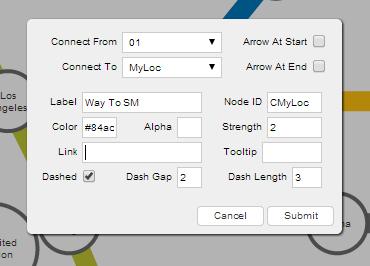 Connect From 01 Arrow At Start
Connect To MyLoc Arrow At End
Los
Label Way To SM Node ID CMyLoc
ngeles
Color #84ac Alpha Strength 2
Link Tooltip
Dashed Dash Gap 2 Dash Length 3
Cancel Submit
ited
on
a